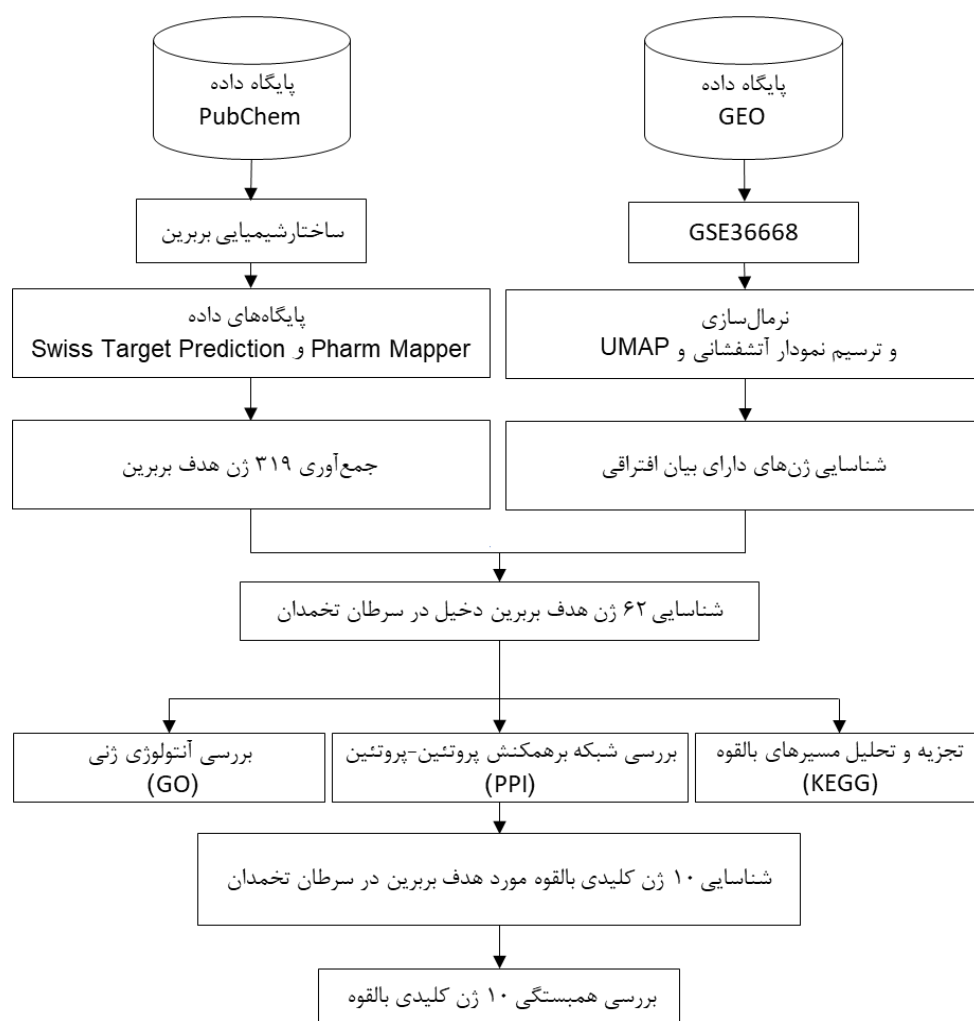 پایگاه داده
PubChem
پایگاه داده
GEO
ساختارشیمیایی بربرین
GSE36668
پایگاه‌های داده
Swiss Target Prediction و Pharm Mapper
نرمال‌سازی
و ترسیم نمودار آتشفشانی و UMAP
جمع‌آوری ۳۱۹ ژن هدف بربرین
شناسایی ژن‌های دارای بیان افتراقی
شناسایی ۶۲ ژن هدف بربرین دخیل در سرطان تخمدان
بررسی آنتولوژی ژنی
(GO)
بررسی شبکه برهمکنش پروتئین-پروتئین
(PPI)
تجزیه و تحلیل مسیرهای بالقوه
(KEGG)
شناسایی ۱۰ ژن کلیدی بالقوه مورد هدف بربرین در سرطان تخمدان
بررسی همبستگی ۱۰ ژن کلیدی بالقوه